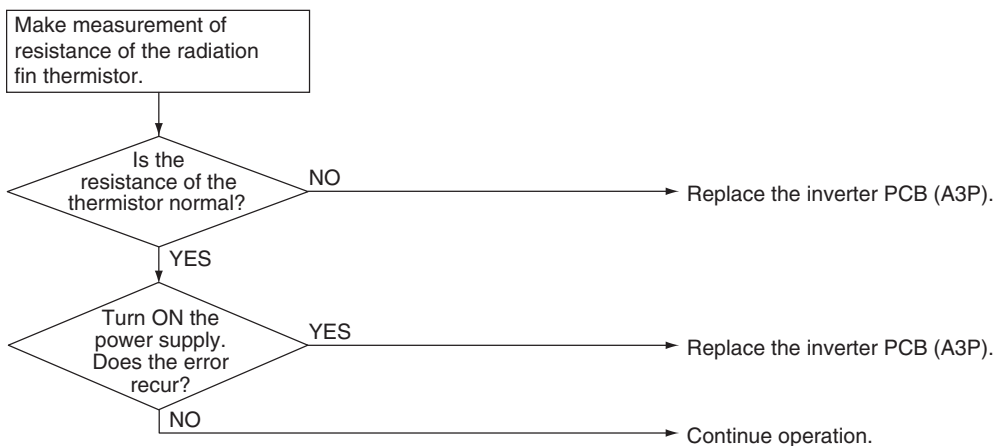 Make measurement of
resistance of the radiation
fin thermistor.
Is the
resistance of the
thermistor normal?
NO
Replace the inverter PCB (A3P).
YES
Turn ON the
power supply.
Does the error
recur?
YES
Replace the inverter PCB (A3P).
NO
Continue operation.